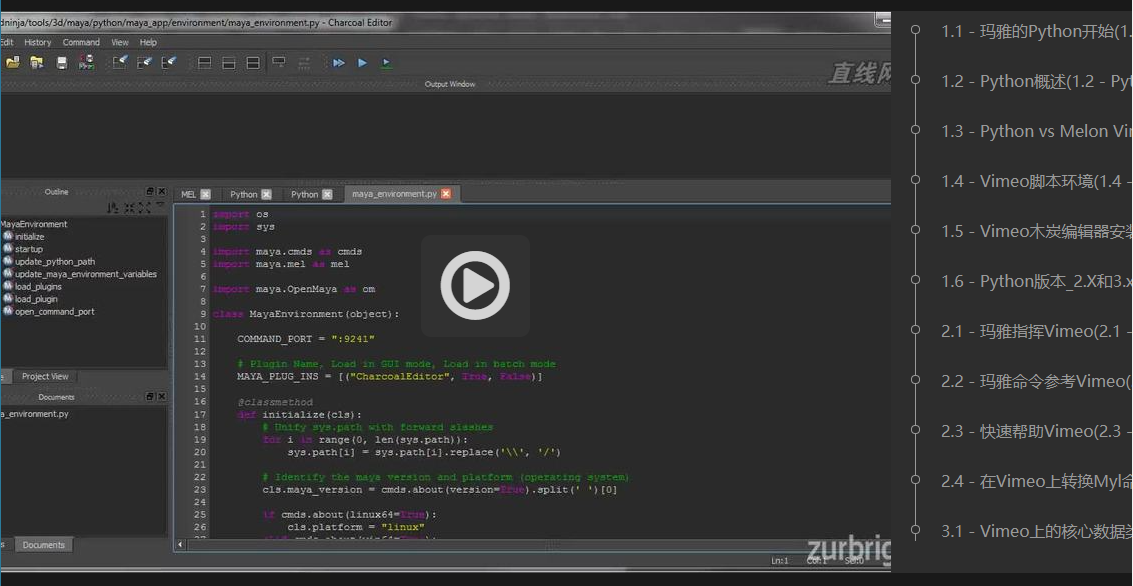 dninja/tools/3d/maya/python/maya_app/environment/maya_environment.py - Charcoal Editor
Edit History Command View Help
直线网
Output Window
Outline
MayaEnvironment
initialize
startup
update_python_path
update_maya_environment_variables
load_plugins
load_plugin
open_command_port
Project View
Documents
a_environment.py
Documents
MEL Python Python maya_environment.py
1 import os
2 import sys
3
4 import maya.cmds as cmds
5 import maya.mel as mel
6
7 import maya.OpenMaya as om
8
9 class MayaEnvironment(object):
10
11 COMMAND_PORT = ":9241"
12
13 # Plugin Name, Load in GUI mode, Load in batch mode
14 MAYA_PLUG_INS = [("CharcoalEditor", True, False)]
15
16 @classmethod
17 def initialize(cls):
18 # Unify sys.path with forward slashes
19 for i in range(0, len(sys.path)):
20 sys.path[i] = sys.path[i].replace('\\', '/')
21
22 # Identify the maya version and platform (operating system)
23 cls.maya_version = cmds.about(version=True).split(' ')[0]
24
25 if cmds.about(linux64=True):
26 cls.platform = "linux"
zurbrig
Ln:1 Col:1 Sel:0
1.1 - 玛雅的Python开始(1.
1.2 - Python概述(1.2 - Pyt
1.3 - Python vs Melon Vim
1.4 - Vimeo脚本环境(1.4 -
1.5 - Vimeo木炭编辑器安装
1.6 - Python版本_2.X和3.x
2.1 - 玛雅指挥Vimeo(2.1 -
2.2 - 玛雅命令参考Vimeo(
2.3 - 快速帮助Vimeo(2.3 -
2.4 - 在Vimeo上转换Myl命
3.1 - Vimeo上的核心数据类